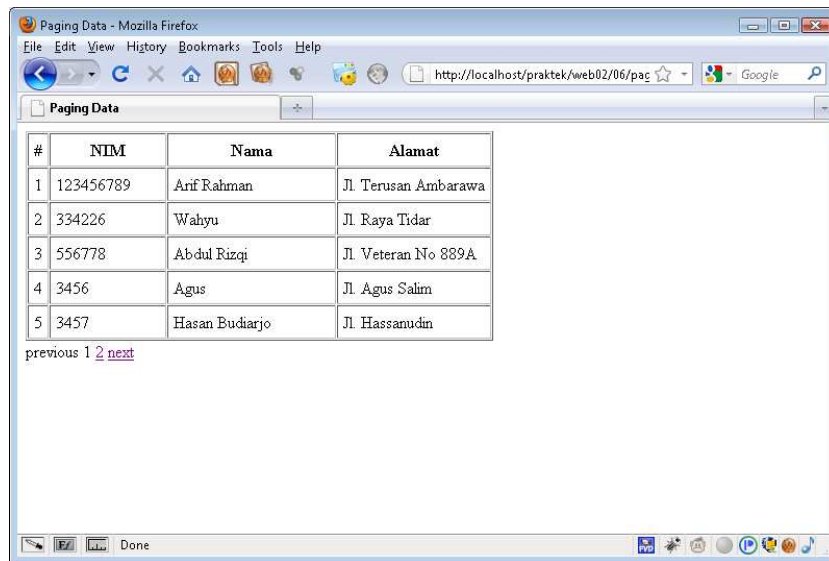 Paging Data - Mozilla Firefox
File Edit View History Bookmarks Tools Help
http://localhost/praktek/web02/06/pag Google
Paging Data
# NIM Nama Alamat
1 123456789 Arif Rahman Jl. Terusan Ambarawa
2 334226 Wahyu Jl. Raya Tidar
3 556778 Abdul Rizqi Jl. Veteran No 889A
4 3456 Agus Jl. Agus Salim
5 3457 Hasan Budiarjo Jl. Hassanudin
previous 1 2 next
Done